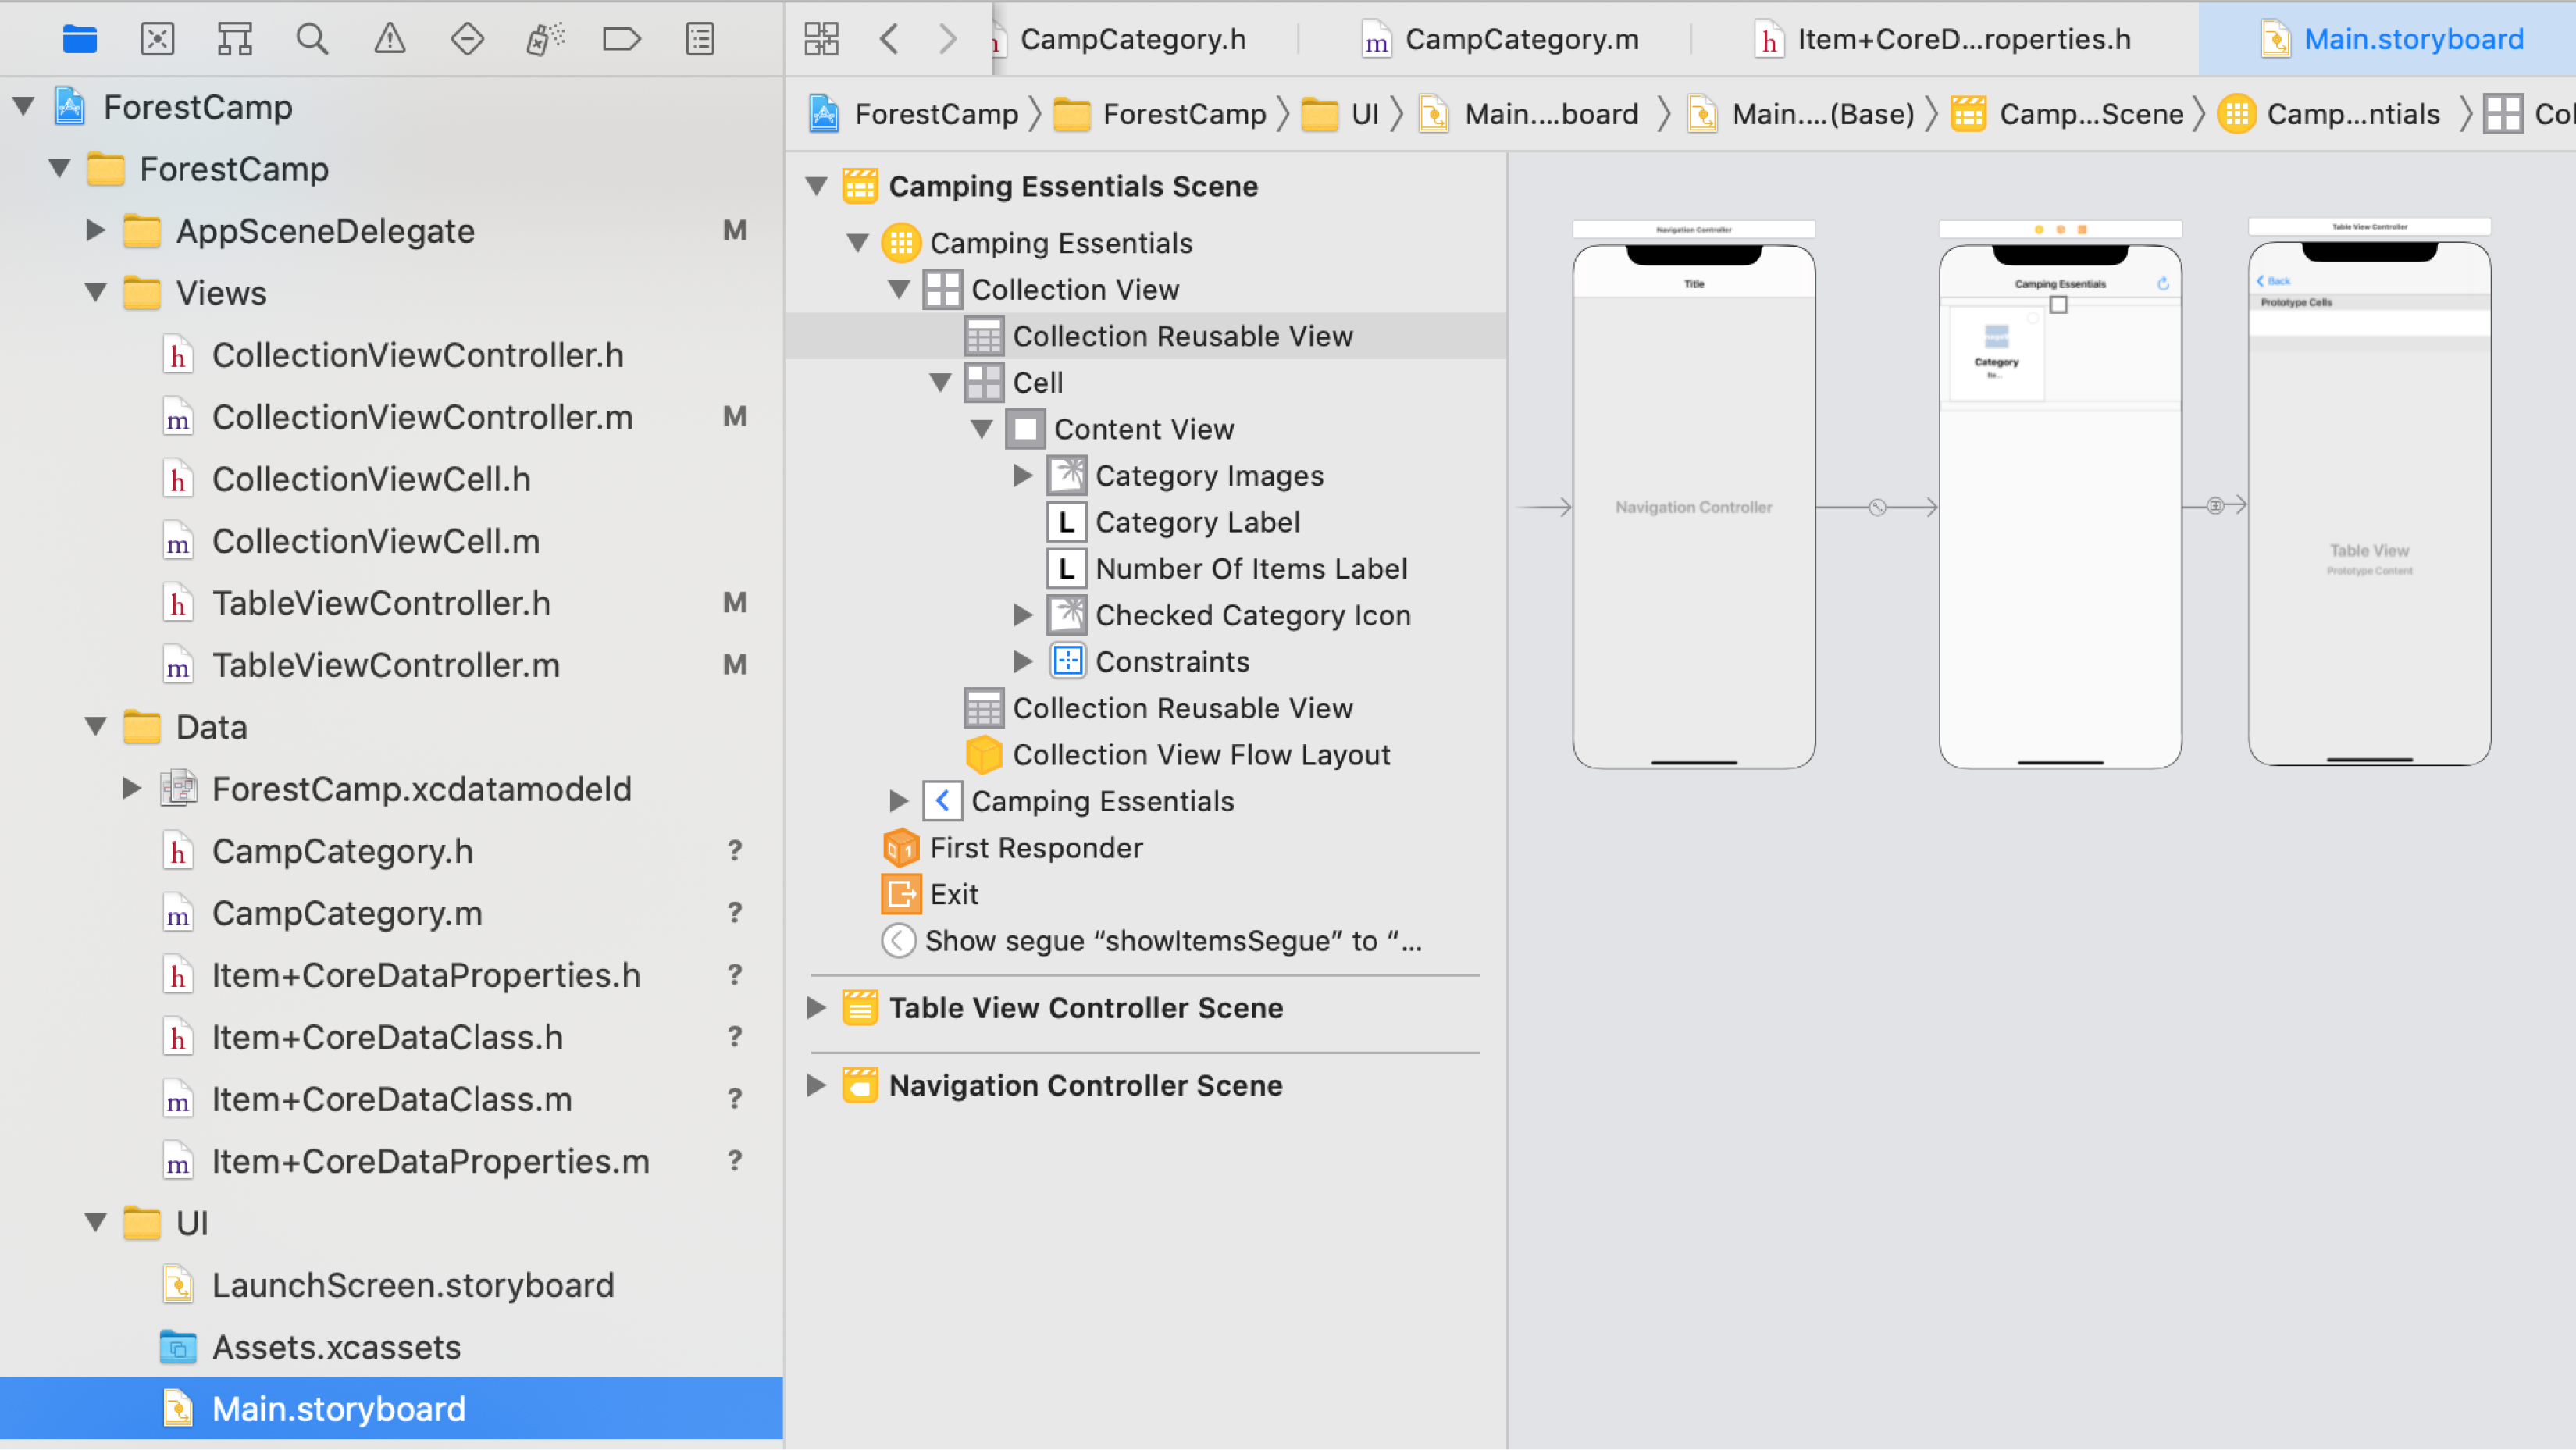 CampCategory.h
CampCategory.m
Item+CoreD...roperties.h
Main.storyboard
ForestCamp
ForestCamp
AppSceneDelegate M
Views
CollectionViewController.h
CollectionViewController.m M
CollectionViewCell.h
CollectionViewCell.m
TableViewController.h M
TableViewController.m M
Data
ForestCamp.xcdatamodeld
CampCategory.h ?
CampCategory.m ?
Item+CoreDataProperties.h ?
Item+CoreDataClass.h ?
Item+CoreDataClass.m ?
Item+CoreDataProperties.m ?
UI
LaunchScreen.storyboard
Assets.xcassets
Main.storyboard
ForestCamp ForestCamp UI Main....board Main....(Base) Camp...Scene Camp...ntials Col
Camping Essentials Scene
Camping Essentials
Collection View
Collection Reusable View
Cell
Content View
Category Images
L Category Label
L Number Of Items Label
Checked Category Icon
Constraints
Collection Reusable View
Collection View Flow Layout
Camping Essentials
First Responder
Exit
Show segue “showItemsSegue” to “...
Table View Controller Scene
Navigation Controller Scene
Navigation Controller
Title
Navigation Controller
Camping Essentials
Category
Ite...
Table View Controller
Back
Prototype Cells
Table View
Prototype Content